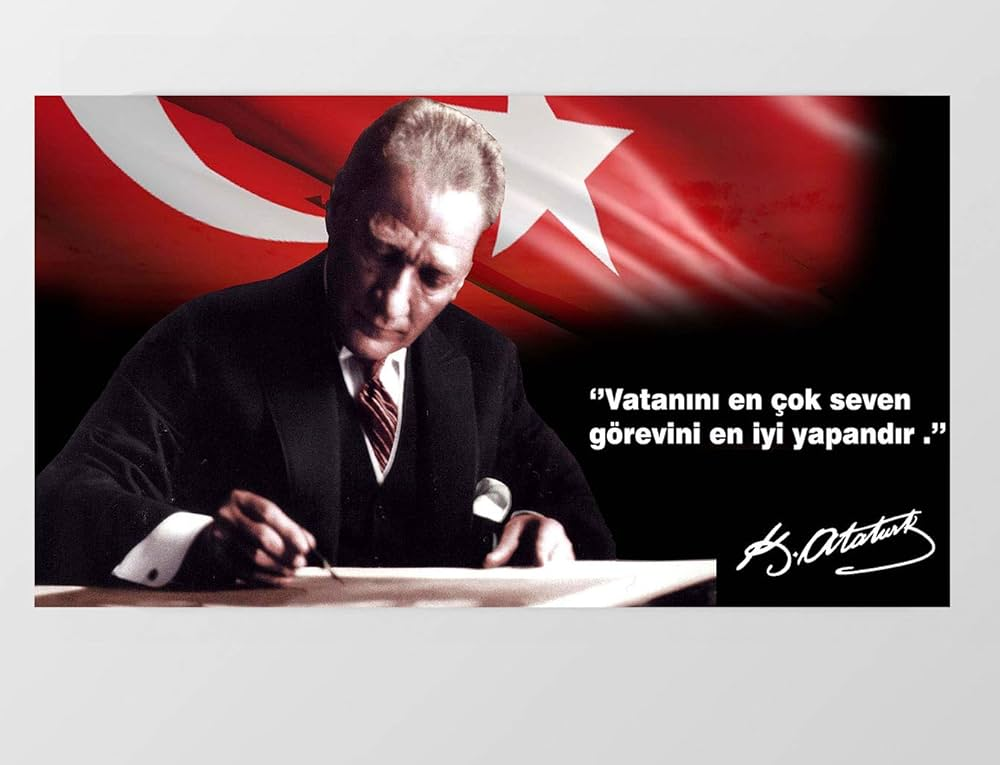 ‘’Vatanını en çok seven
görevini en iyi yapandır .”
K. Atatürk